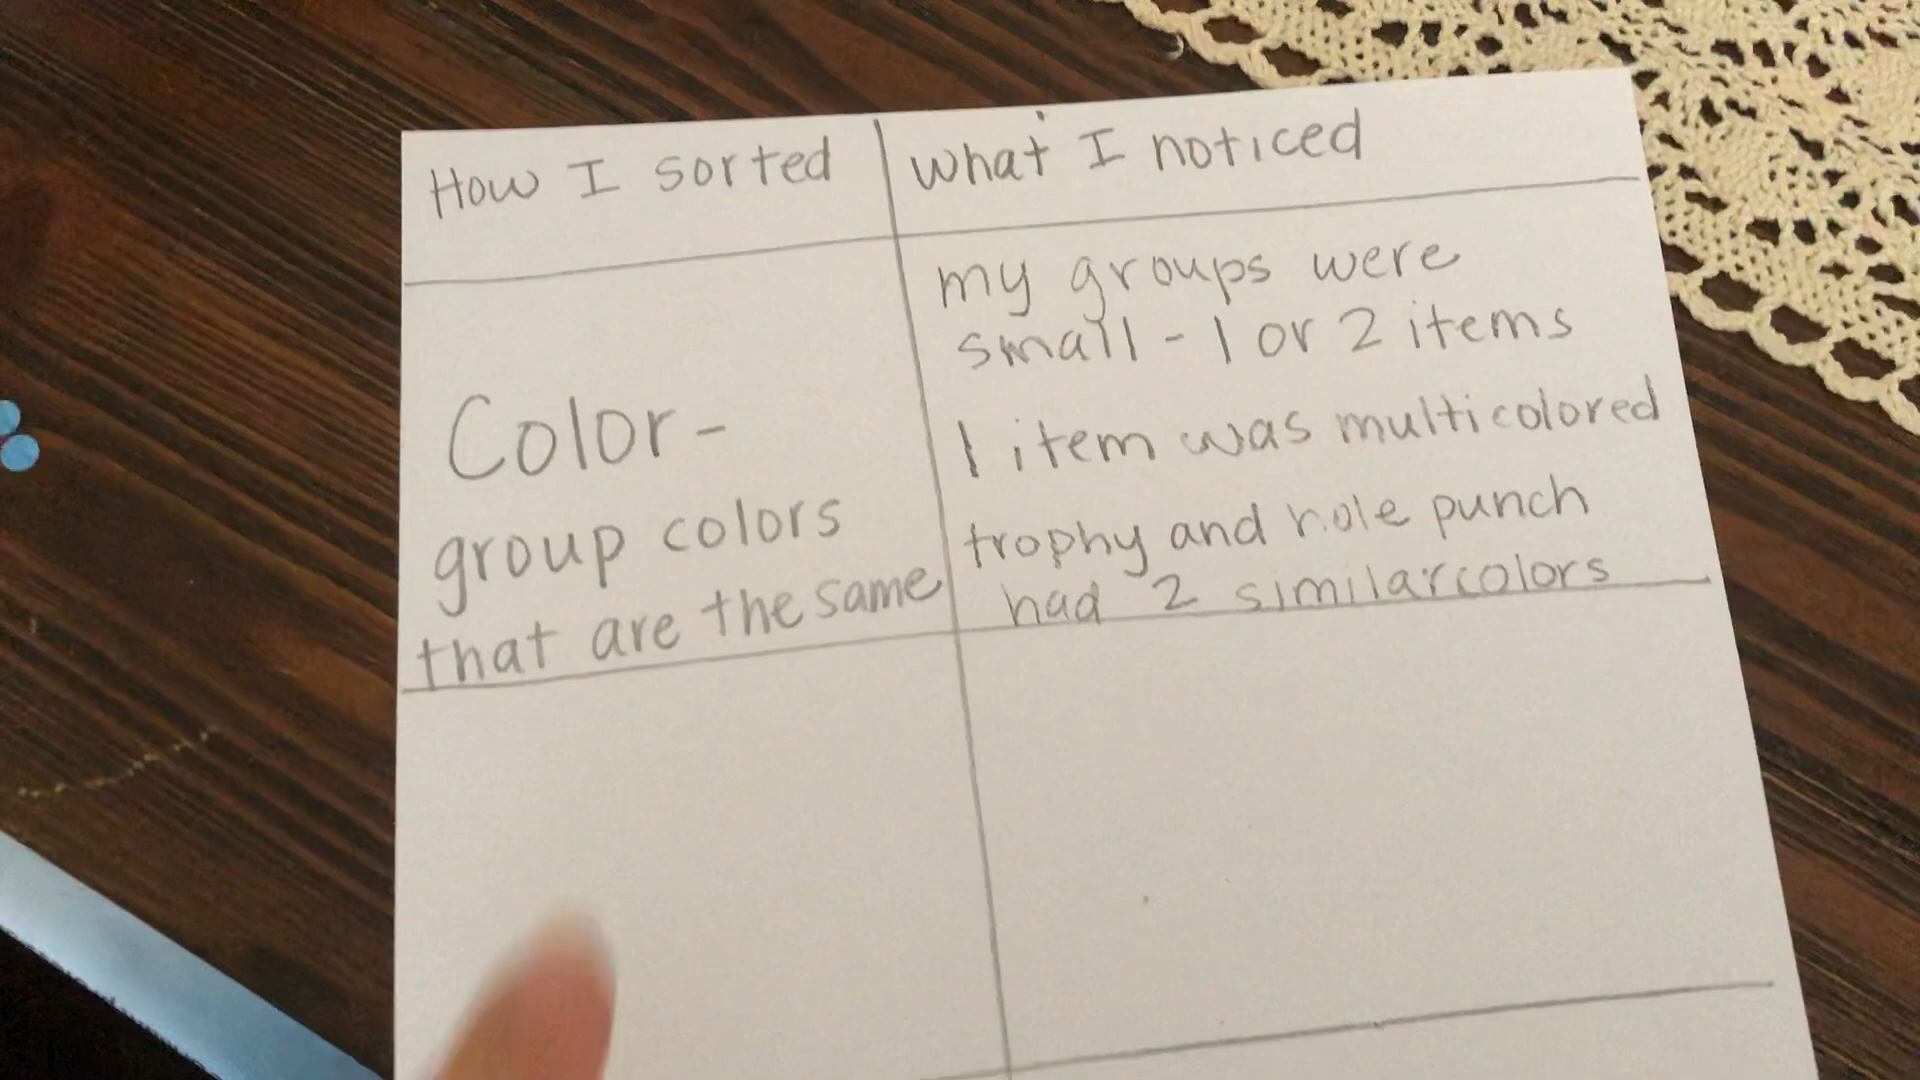 How I sorted
What I noticed
Color-
group colors
that are the same
my groups were
small - 1 or 2 items
1 item was multicolored
trophy and hole punch
had 2 similar colors